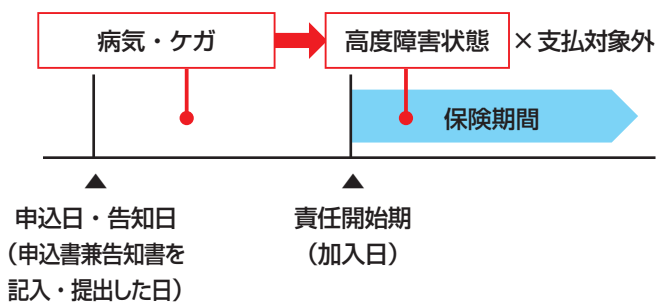 病気・ケガ
高度障害状態
×支払対象外
保険期間
申込日・告知日
(申込書兼告知書を
記入・提出した日)
責任開始期
(加入日)